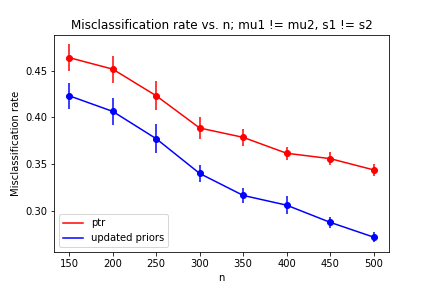 Misclassification rate vs. n; mu1 != mu2, s1 != s2
Misclassification rate
0.45
0.40
0.35
0.30
ptr
updated priors
150 200 250 300 350 400 450 500
n